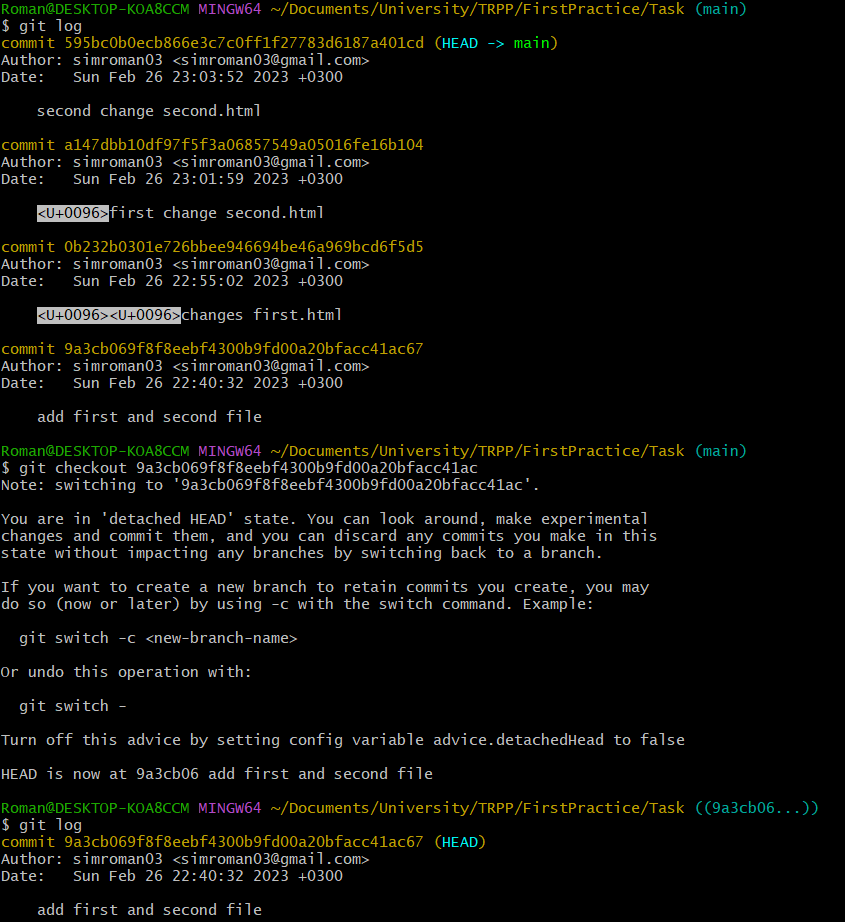 Roman@DESKTOP-KOA8CCM MINGW64 ~/Documents/University/TRPP/FirstPractice/Task (main)
$ git log
commit 595bc0b0ecb866e3c7c0ff1f27783d6187a401cd (HEAD -> main)
Author: simroman03 <simroman03@gmail.com>
Date:   Sun Feb 26 23:03:52 2023 +0300

    second change second.html

commit a147dbb10df97f5f3a06857549a05016fe16b104
Author: simroman03 <simroman03@gmail.com>
Date:   Sun Feb 26 23:01:59 2023 +0300

    <U+0096>first change second.html

commit 0b232b0301e726bbee946694be46a969bcd6f5d5
Author: simroman03 <simroman03@gmail.com>
Date:   Sun Feb 26 22:55:02 2023 +0300

    <U+0096><U+0096>changes first.html

commit 9a3cb069f8f8eebf4300b9fd00a20bfacc41ac67
Author: simroman03 <simroman03@gmail.com>
Date:   Sun Feb 26 22:40:32 2023 +0300

    add first and second file

Roman@DESKTOP-KOA8CCM MINGW64 ~/Documents/University/TRPP/FirstPractice/Task (main)
$ git checkout 9a3cb069f8f8eebf4300b9fd00a20bfacc41ac
Note: switching to '9a3cb069f8f8eebf4300b9fd00a20bfacc41ac'.

You are in 'detached HEAD' state. You can look around, make experimental
changes and commit them, and you can discard any commits you make in this
state without impacting any branches by switching back to a branch.

If you want to create a new branch to retain commits you create, you may
do so (now or later) by using -c with the switch command. Example:

  git switch -c <new-branch-name>

Or undo this operation with:

  git switch -

Turn off this advice by setting config variable advice.detachedHead to false

HEAD is now at 9a3cb06 add first and second file

Roman@DESKTOP-KOA8CCM MINGW64 ~/Documents/University/TRPP/FirstPractice/Task ((9a3cb06...))
$ git log
commit 9a3cb069f8f8eebf4300b9fd00a20bfacc41ac67 (HEAD)
Author: simroman03 <simroman03@gmail.com>
Date:   Sun Feb 26 22:40:32 2023 +0300

    add first and second file